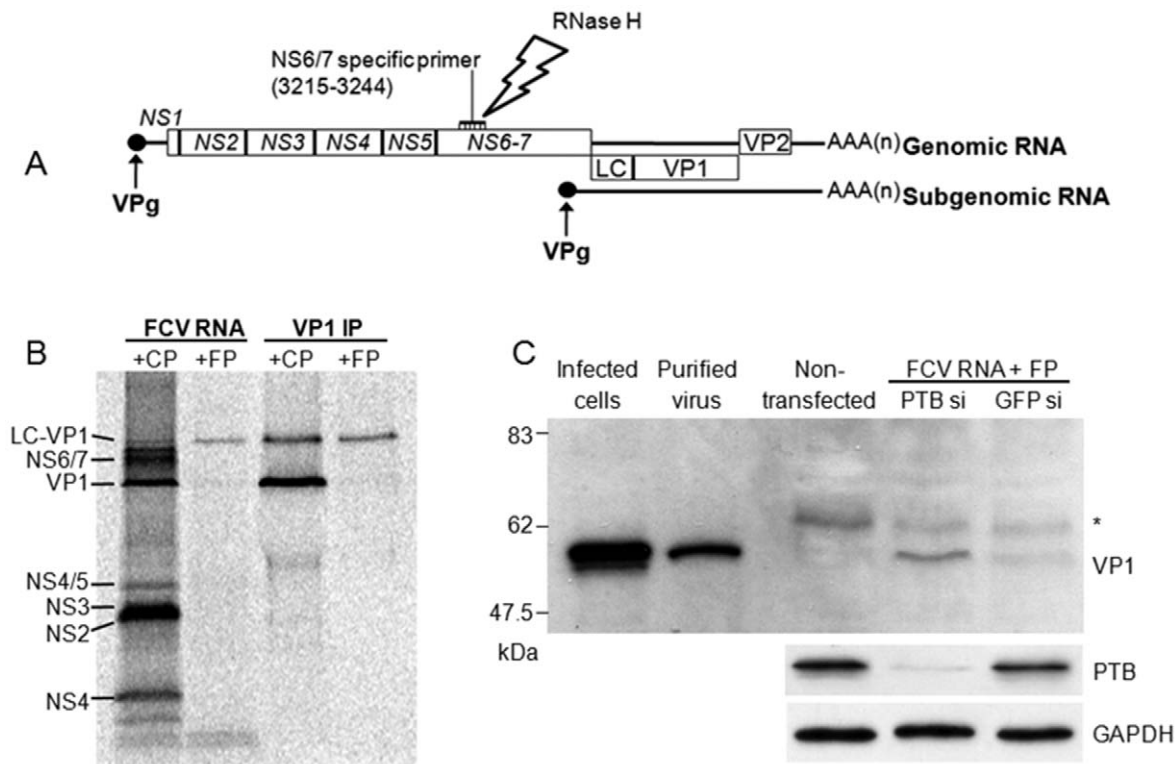 RNase H
NS6/7 specific primer
(3215-3244)
NS1
NS2 NS3 NS4 NS5 NS6-7 VP2 AAA(n) Genomic RNA
A
LC VP1
VPg
AAA(n) Subgenomic RNA
VPg
B
FCV RNA VP1 IP
+CP +FP +CP +FP
LC-VP1
NS6/7
VP1
NS4/5
NS3
NS2
NS4
C
Infected cells
Purified virus
Non-transfected
FCV RNA + FP
PTB si GFP si
83
62
47.5
kDa
*
VP1
PTB
GAPDH